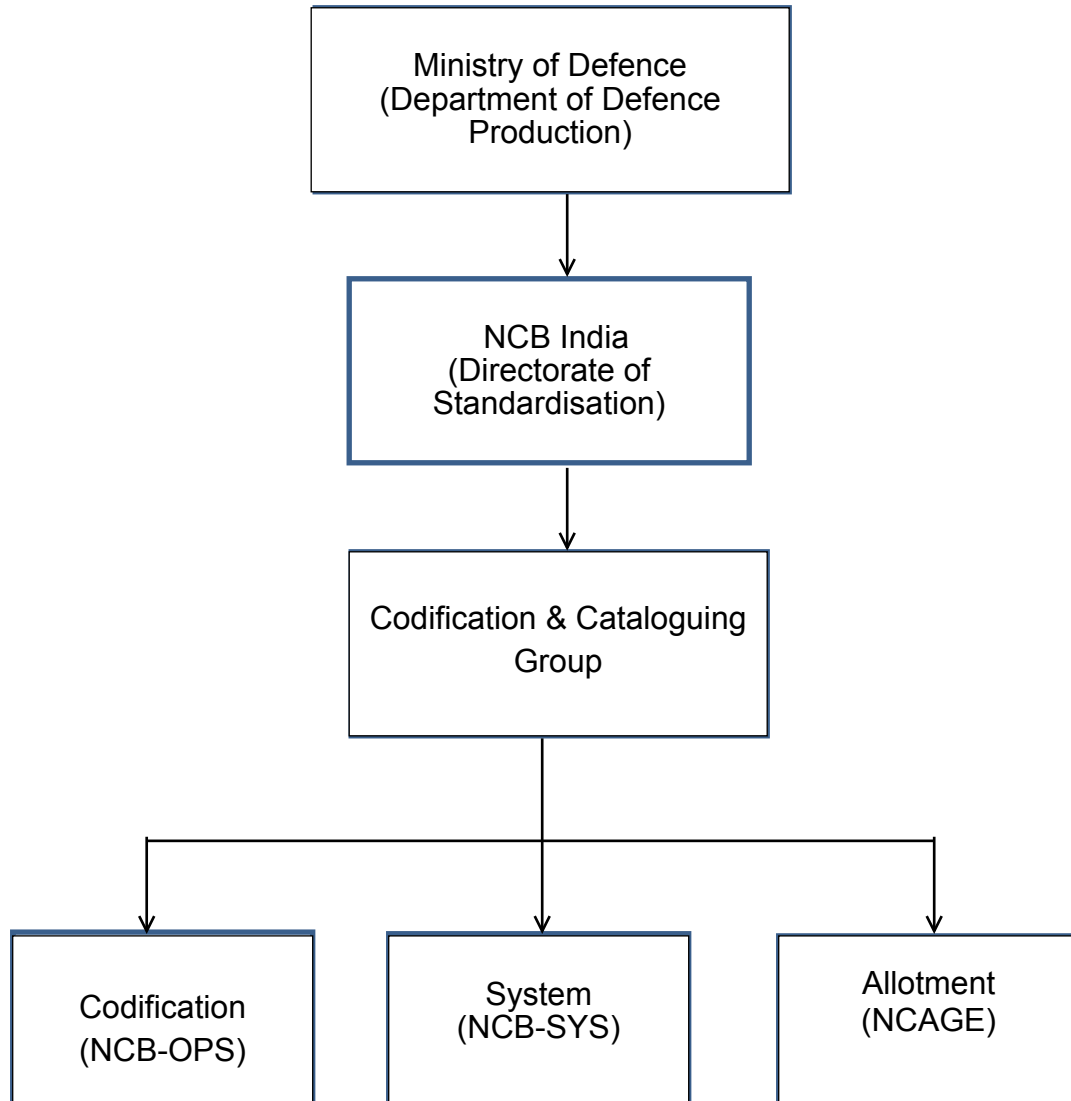 Ministry of Defence
(Department of Defence
Production)
NCB India
(Directorate of
Standardisation)
Codification & Cataloguing
Group
Codification
(NCB-OPS)
System
(NCB-SYS)
Allotment
(NCAGE)